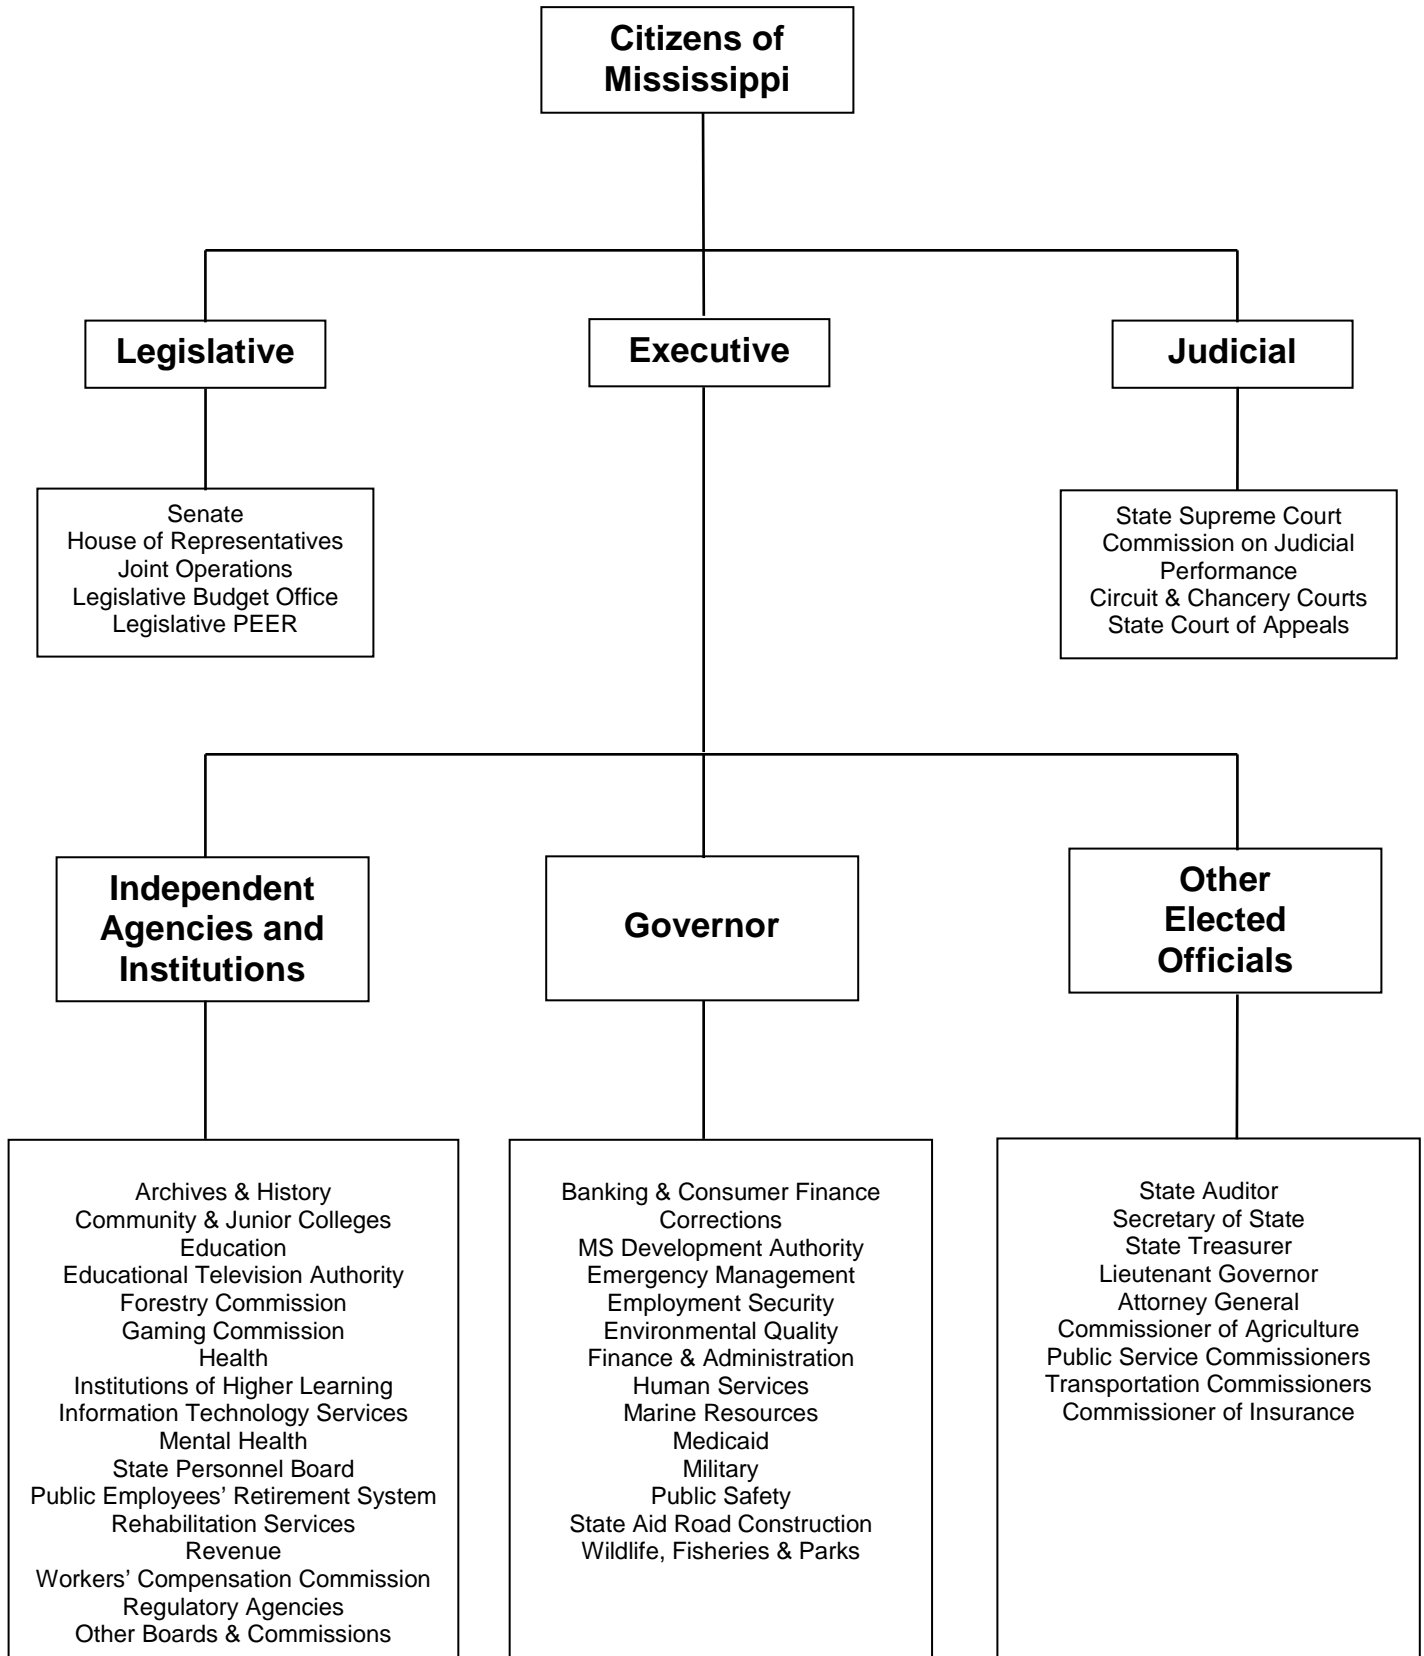 Citizens of
Mississippi
Legislative
Executive
Judicial
Senate
House of Representatives
Joint Operations
Legislative Budget Office
Legislative PEER
State Supreme Court
Commission on Judicial
Performance
Circuit & Chancery Courts
State Court of Appeals
Independent
Agencies and
Institutions
Governor
Other
Elected
Officials
Archives & History
Community & Junior Colleges
Education
Educational Television Authority
Forestry Commission
Gaming Commission
Health
Institutions of Higher Learning
Information Technology Services
Mental Health
State Personnel Board
Public Employees’ Retirement System
Rehabilitation Services
Revenue
Workers’ Compensation Commission
Regulatory Agencies
Other Boards & Commissions
Banking & Consumer Finance
Corrections
MS Development Authority
Emergency Management
Employment Security
Environmental Quality
Finance & Administration
Human Services
Marine Resources
Medicaid
Military
Public Safety
State Aid Road Construction
Wildlife, Fisheries & Parks
State Auditor
Secretary of State
State Treasurer
Lieutenant Governor
Attorney General
Commissioner of Agriculture
Public Service Commissioners
Transportation Commissioners
Commissioner of Insurance